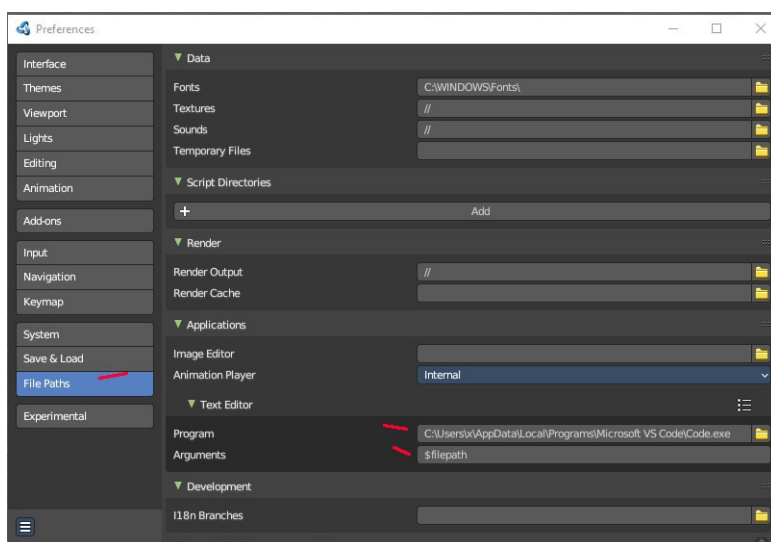 Preferences
Interface
Themes
Viewport
Lights
Editing
Animation
Add-ons
Input
Navigation
Keymap
System
Save & Load
File Paths
Experimental
Data
Fonts C:\WINDOWS\Fonts\
Textures //
Sounds //
Temporary Files
Script Directories
+ Add
Render
Render Output //
Render Cache
Applications
Image Editor
Animation Player Internal
Text Editor
Program C:\Users\x\AppData\Local\Programs\Microsoft VS Code\Code.exe
Arguments $filepath
Development
I18n Branches